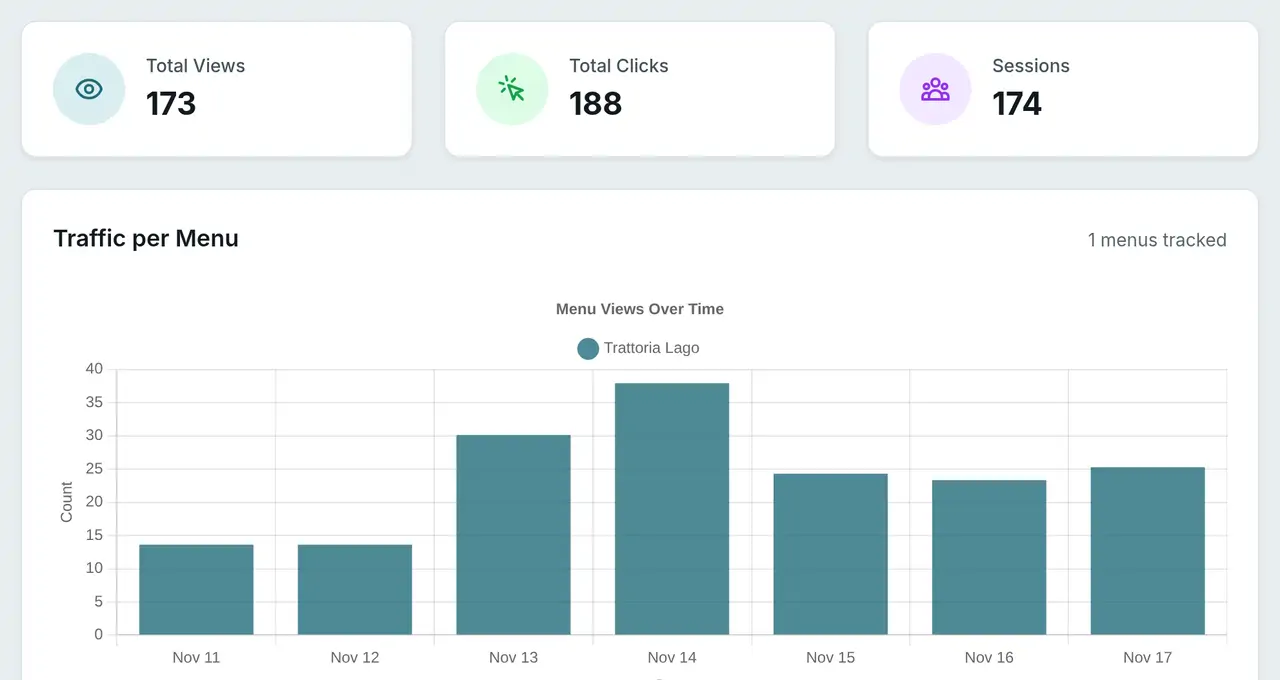 Total Views
173
Total Clicks
188
Sessions
174
Traffic per Menu
1 menus tracked
Menu Views Over Time
Trattoria Lago
40
35
30
25
20
15
10
5
0
Count
Nov 11 Nov 12 Nov 13 Nov 14 Nov 15 Nov 16 Nov 17